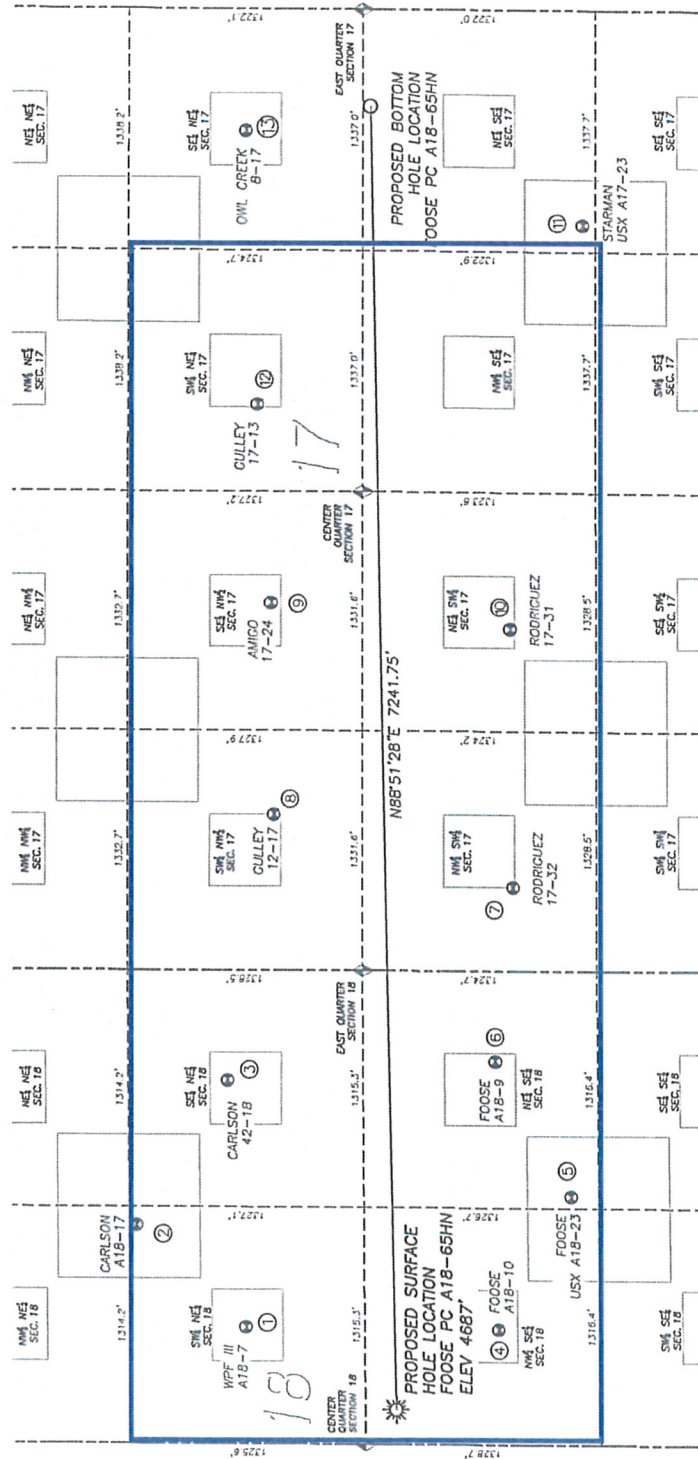 NW¼ NE¼
SEC. 18
NE¼ NE¼
SEC. 18
NW¼ NW¼
SEC. 17
NE¼ NW¼
SEC. 17
NW¼ NE¼
SEC. 17
NE¼ NE¼
SEC. 17
1314.2'
1314.2'
1332.7'
1332.7'
1338.2'
1338.2'
CARLSON
A18-17
②
SW¼ NE¼
SEC. 18
WPF III
A18-7
①
SE¼ NE¼
SEC. 18
CARLSON
42-18
③
SW¼ NW¼
SEC. 17
GULLEY
12-17
⑧
SE¼ NW¼
SEC. 17
AMIGO
17-24
⑨
SW¼ NE¼
SEC. 17
GULLEY
17-13
⑫
SE¼ NE¼
SEC. 17
OWL CREEK
8-17
⑬
1325.6'
1327.1'
1328.5'
1327.9'
1327.2'
1324.7'
1322.1'
18
17
CENTER
QUARTER
SECTION 18
EAST QUARTER
SECTION 18
CENTER
QUARTER
SECTION 17
EAST QUARTER
SECTION 17
1315.3'
1315.3'
1331.6'
1331.6'
1337.0'
1337.0'
N88°51'28"E 7241.75'
PROPOSED SURFACE
HOLE LOCATION
FOOSE PC A18-65HN
ELEV 4687'
PROPOSED BOTTOM
HOLE LOCATION
FOOSE PC A18-65HN
1328.7'
1326.7'
1324.7'
1324.2'
1323.6'
1322.9'
1322.0'
④ FOOSE
A18-10
NW¼ SE¼
SEC. 18
FOOSE
A18-9
⑥
NE¼ SE¼
SEC. 18
FOOSE
USX A18-23
⑤
NW¼ SW¼
SEC. 17
⑦
RODRIGUEZ
17-32
NE¼ SW¼
SEC. 17
⑩
RODRIGUEZ
17-31
NW¼ SE¼
SEC. 17
NE¼ SE¼
SEC. 17
⑪
STARMAN
USX A17-23
1316.4'
1316.4'
1328.5'
1328.5'
1337.7'
1337.7'
SW¼ SE¼
SEC. 18
SE¼ SE¼
SEC. 18
SW¼ SW¼
SEC. 17
SE¼ SW¼
SEC. 17
SW¼ SE¼
SEC. 17
SE¼ SE¼
SEC. 17